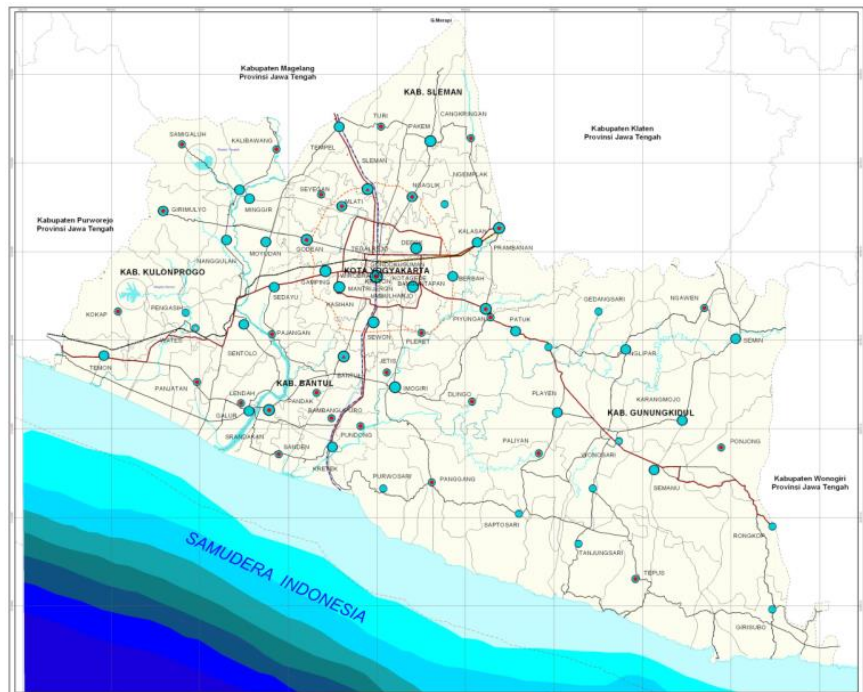 G.Merapi
Kabupaten Magelang
Provinsi Jawa Tengah
KAB. SLEMAN
CANGKRINGAN
TURI
PAKEM
TEMPEL
SLEMAN
Kabupaten Klaten
Provinsi Jawa Tengah
SAMIGALUH
KALIBAWANG
NGEMPLAK
SEYEGAN
NGAGLIK
MLATI
GIRIMULYO
MINGGIR
Kabupaten Purworejo
Provinsi Jawa Tengah
KALASAN
PRAMBANAN
GODEAN
MOYUDAN
NANGGULAN
KAB. KULONPROGO
KOTA YOGYAKARTA
GAMPING
BERBAH
SEDAYU
KASIHAN
KOKAP
PENGASIH
PIYUNGAN
PATUK
GEDANGSARI
NGAWEN
WATES
SENTOLO
PAJANGAN
SEWON
PLERET
SEMIN
NGLIPAR
TEMON
BANTUL
JETIS
IMOGIRI
KAB. BANTUL
PANJATAN
LENDAH
PANDAK
DLINGO
PLAYEN
KARANGMOJO
KAB. GUNUNGKIDUL
GALUR
SRANDAKAN
PUNDONG
SANDEN
PALIYAN
WONOSARI
PONJONG
KRETEK
PURWOSARI
PANGGANG
SEMANU
Kabupaten Wonogiri
Provinsi Jawa Tengah
SAPTOSARI
RONGKOP
TANJUNGSARI
TEPUS
GIRISUBO
SAMUDERA INDONESIA